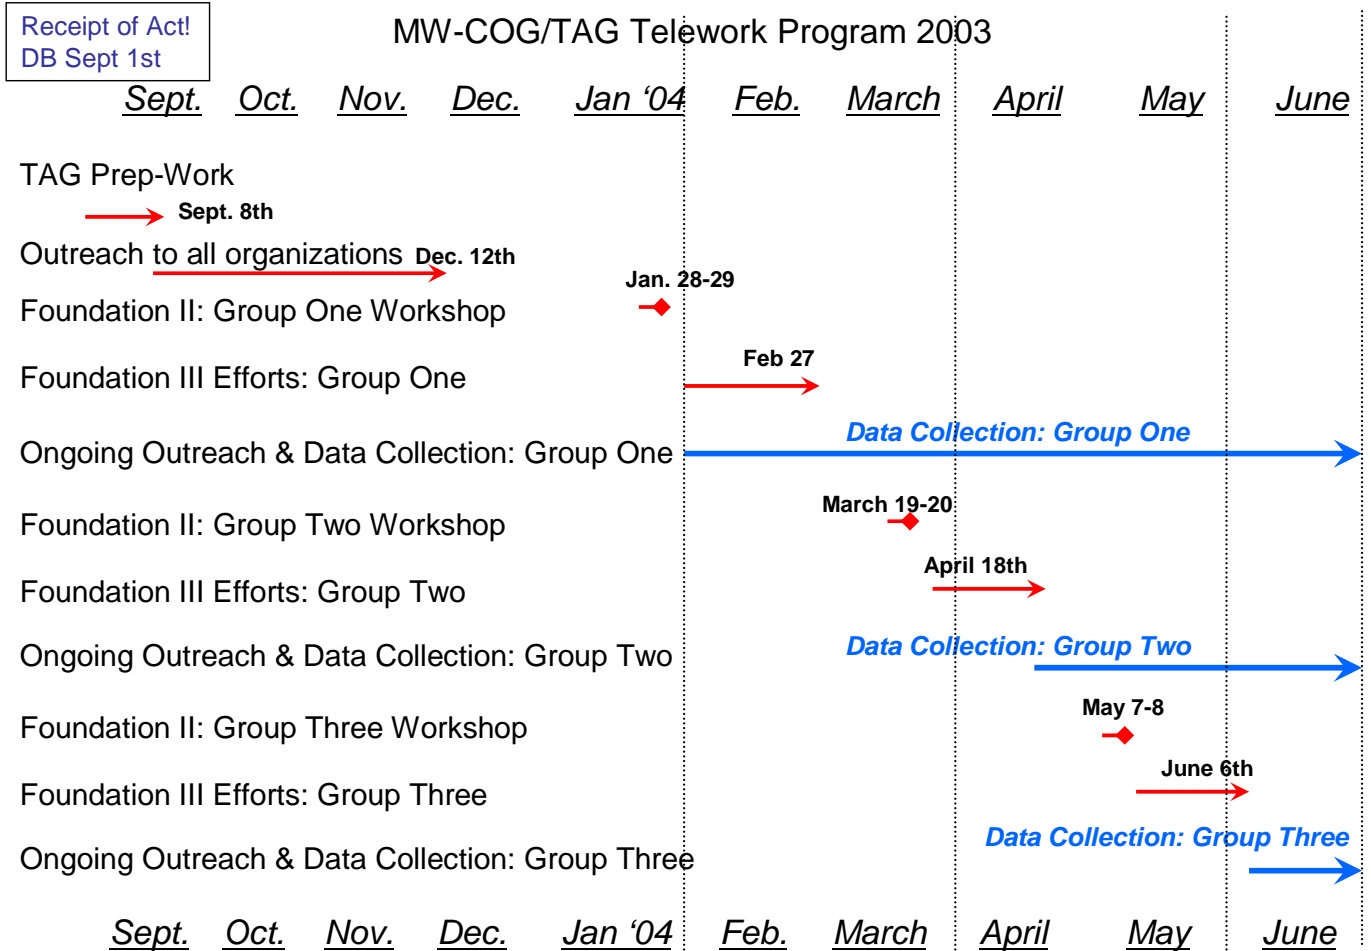 Receipt of Act!
DB Sept 1st
MW-COG/TAG Telework Program 2003
Sept. Oct. Nov. Dec. Jan ‘04 Feb. March April May June
TAG Prep-Work
Sept. 8th
Outreach to all organizations Dec. 12th
Jan. 28-29
Foundation II: Group One Workshop
Feb 27
Foundation III Efforts: Group One
Data Collection: Group One
Ongoing Outreach & Data Collection: Group One
March 19-20
Foundation II: Group Two Workshop
April 18th
Foundation III Efforts: Group Two
Data Collection: Group Two
Ongoing Outreach & Data Collection: Group Two
May 7-8
Foundation II: Group Three Workshop
June 6th
Foundation III Efforts: Group Three
Data Collection: Group Three
Ongoing Outreach & Data Collection: Group Three
Sept. Oct. Nov. Dec. Jan ‘04 Feb. March April May June